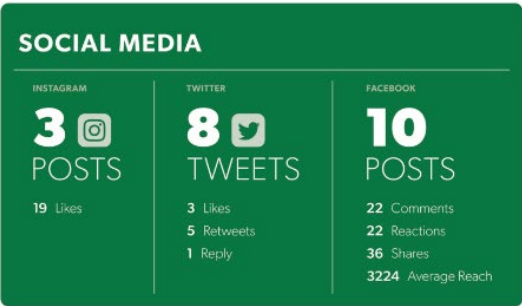 SOCIAL MEDIA
INSTAGRAM
3
POSTS
19 Likes
TWITTER
8
TWEETS
3 Likes
5 Retweets
1 Reply
FACEBOOK
10
POSTS
22 Comments
22 Reactions
36 Shares
3224 Average Reach